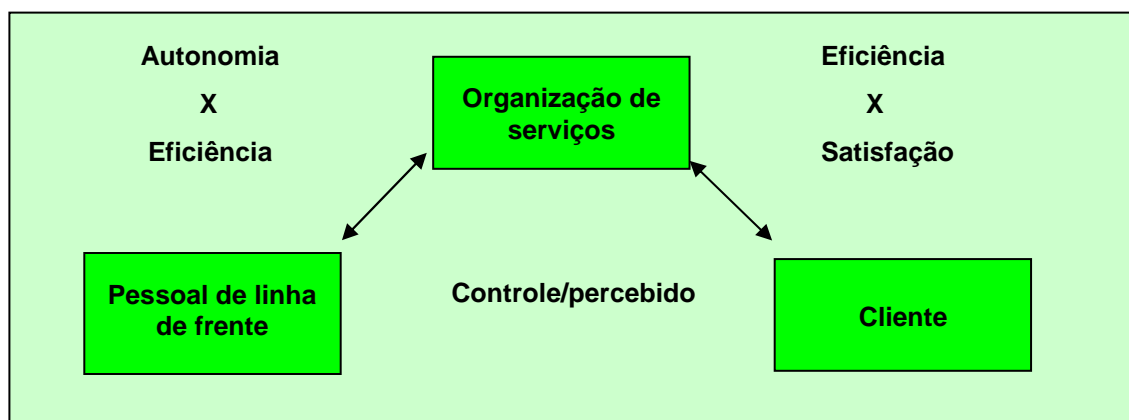 Autonomia
X
Eficiência
Organização de
serviços
Eficiência
X
Satisfação
Pessoal de linha
de frente
Controle/percebido
Cliente